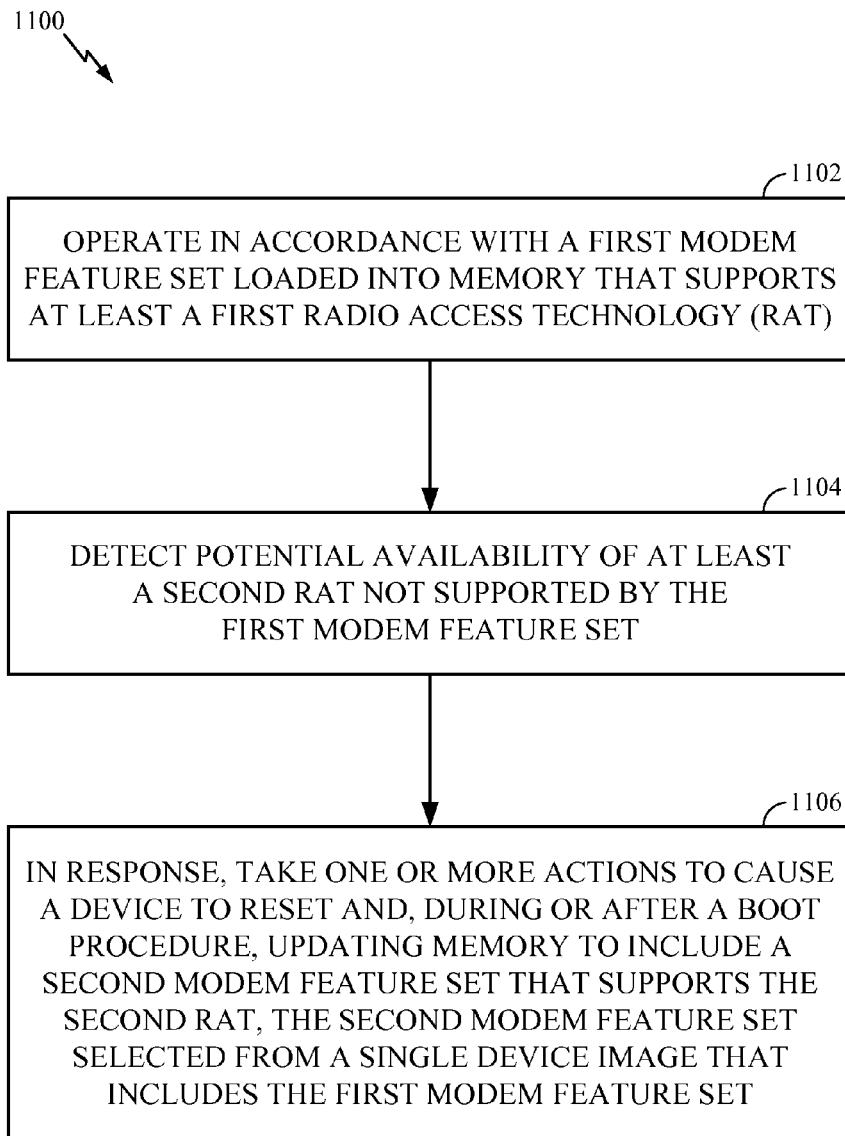 1100
1102
OPERATE IN ACCORDANCE WITH A FIRST MODEM
FEATURE SET LOADED INTO MEMORY THAT SUPPORTS
AT LEAST A FIRST RADIO ACCESS TECHNOLOGY (RAT)
1104
DETECT POTENTIAL AVAILABILITY OF AT LEAST
A SECOND RAT NOT SUPPORTED BY THE
FIRST MODEM FEATURE SET
1106
IN RESPONSE, TAKE ONE OR MORE ACTIONS TO CAUSE
A DEVICE TO RESET AND, DURING OR AFTER A BOOT
PROCEDURE, UPDATING MEMORY TO INCLUDE A
SECOND MODEM FEATURE SET THAT SUPPORTS THE
SECOND RAT, THE SECOND MODEM FEATURE SET
SELECTED FROM A SINGLE DEVICE IMAGE THAT
INCLUDES THE FIRST MODEM FEATURE SET